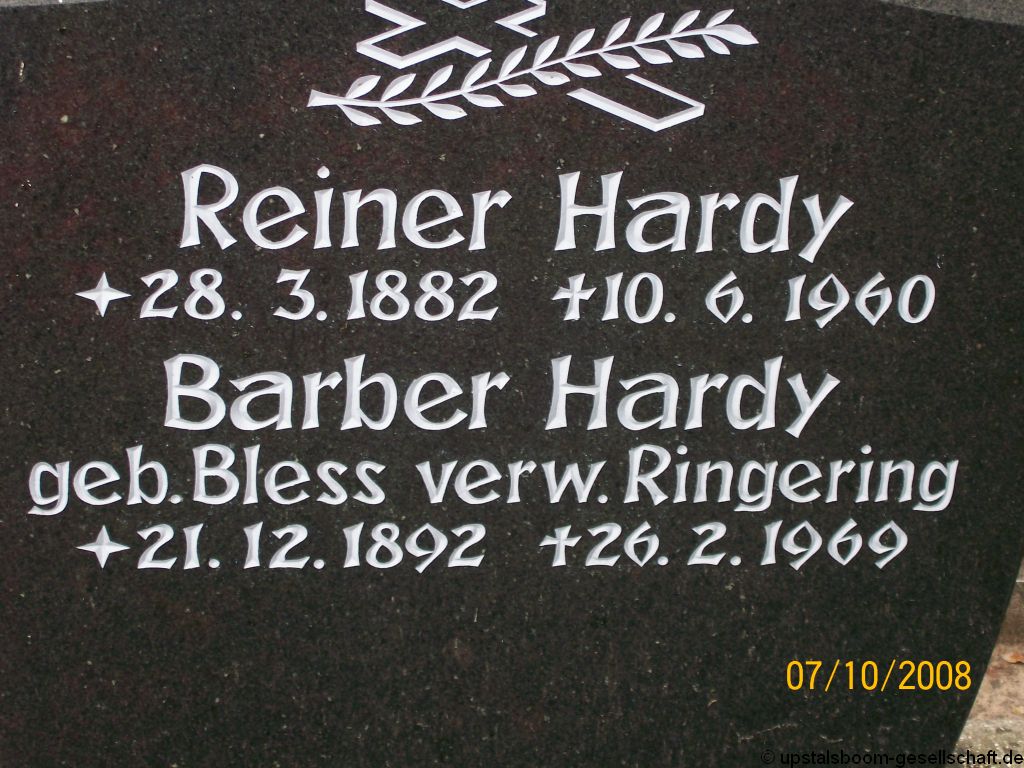 Reiner Hardy
✦28. 3. 1882 ✝10. 6. 1960
Barber Hardy
geb. Bless verw. Ringering
✦21. 12. 1892 ✝26. 2. 1969
07/10/2008
© upstalsboom-gesellschaft.de